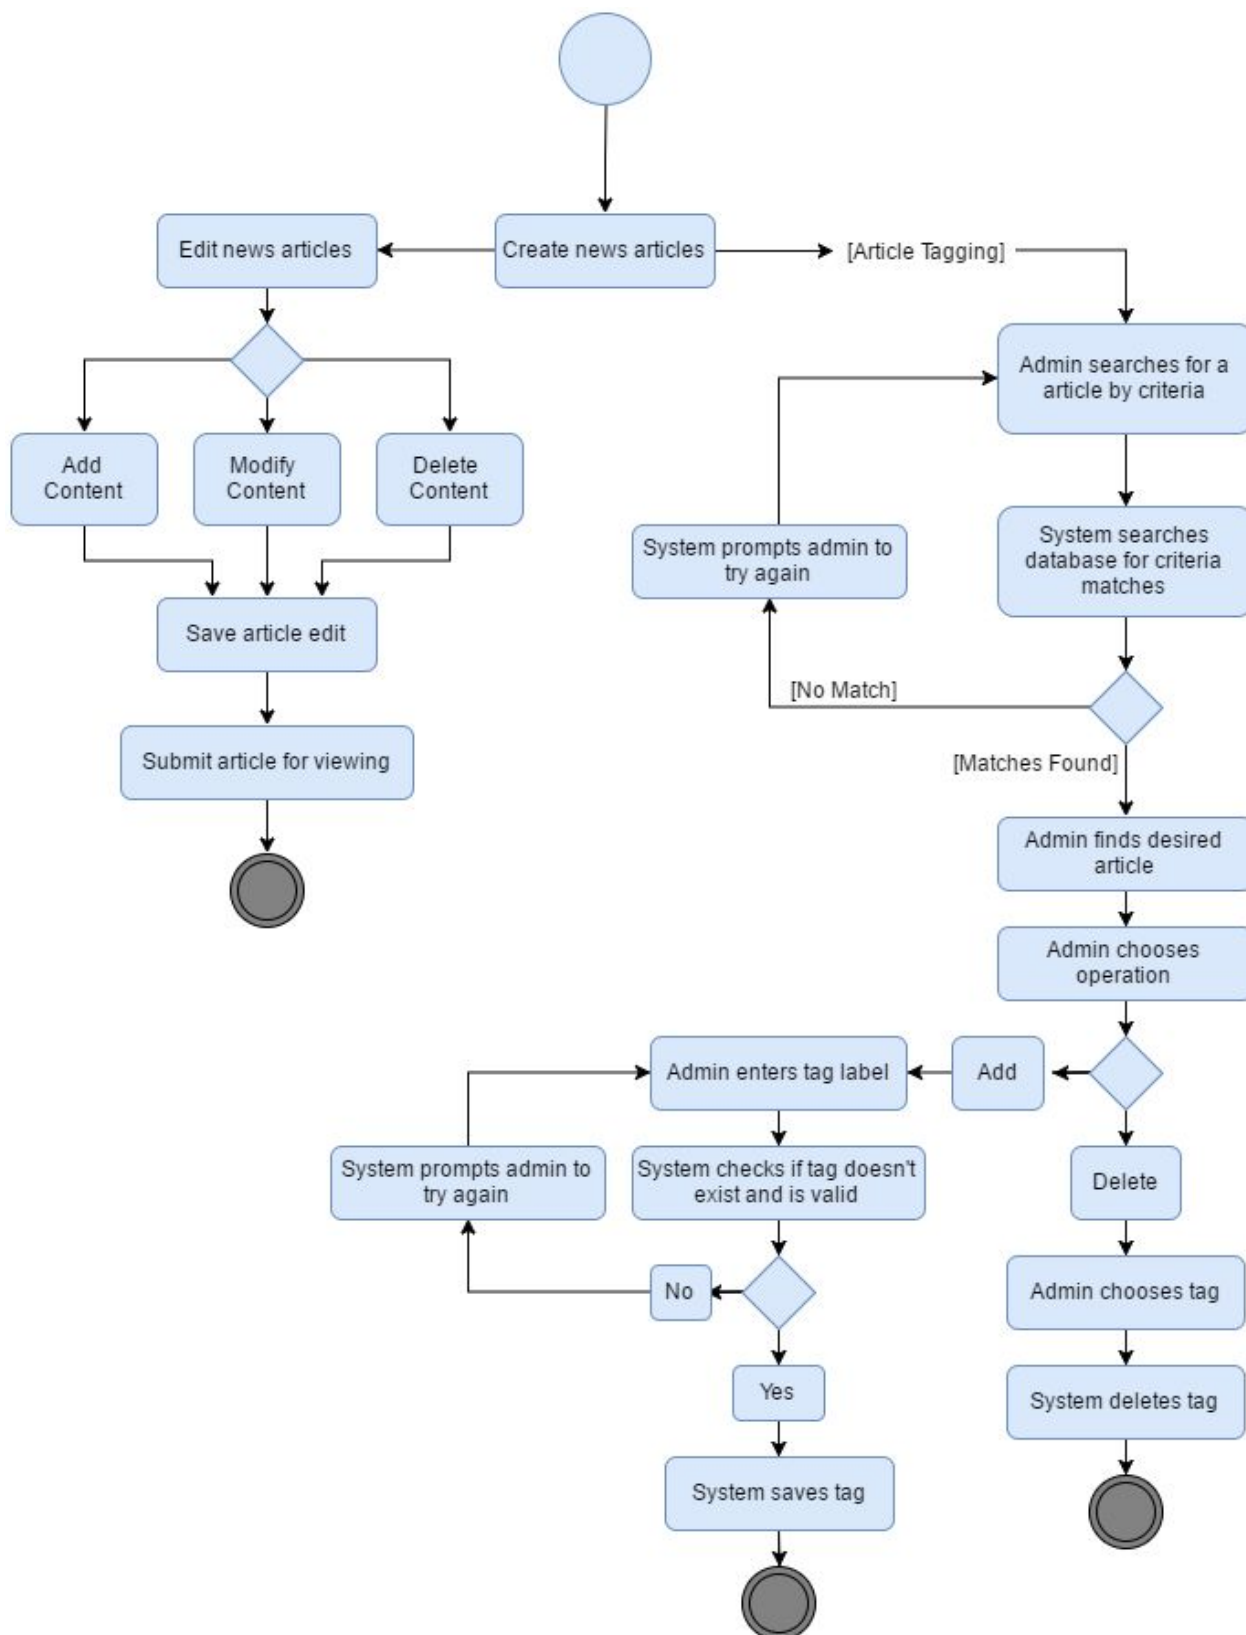 Edit news articles
Create news articles
[Article Tagging]
Admin searches for a
article by criteria
Add
Content
Modify
Content
Delete
Content
System prompts admin to
try again
System searches
database for criteria
matches
Save article edit
[No Match]
Submit article for viewing
[Matches Found]
Admin finds desired
article
Admin chooses
operation
Admin enters tag label
Add
System prompts admin to
try again
System checks if tag doesn't
exist and is valid
Delete
No
Admin chooses tag
Yes
System deletes tag
System saves tag